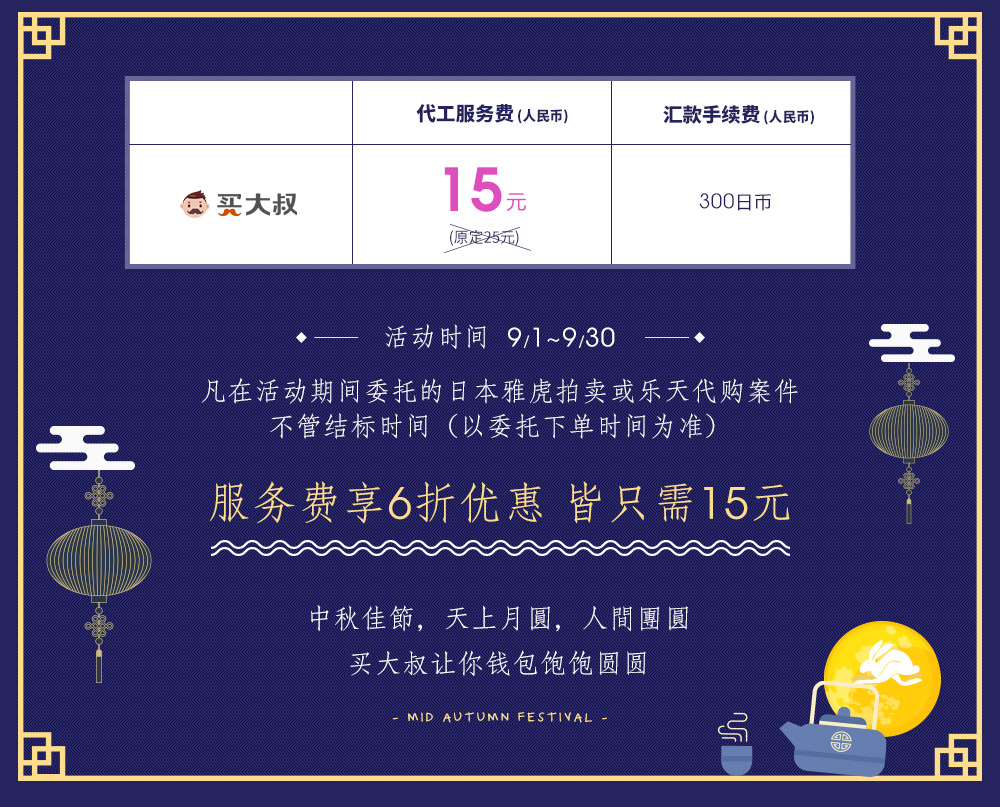 代工服务费(人民币) 汇款手续费(人民币)
买大叔 15元 300日币
(原定25元)
活动时间 9/1~9/30
凡在活动期间委托的日本雅虎拍卖或乐天代购案件
不管结标时间（以委托下单时间为准）
服务费享6折优惠 皆只需15元
中秋佳節，天上月圓，人間團圓
买大叔让你钱包饱饱圆圆
- MID AUTUMN FESTIVAL -